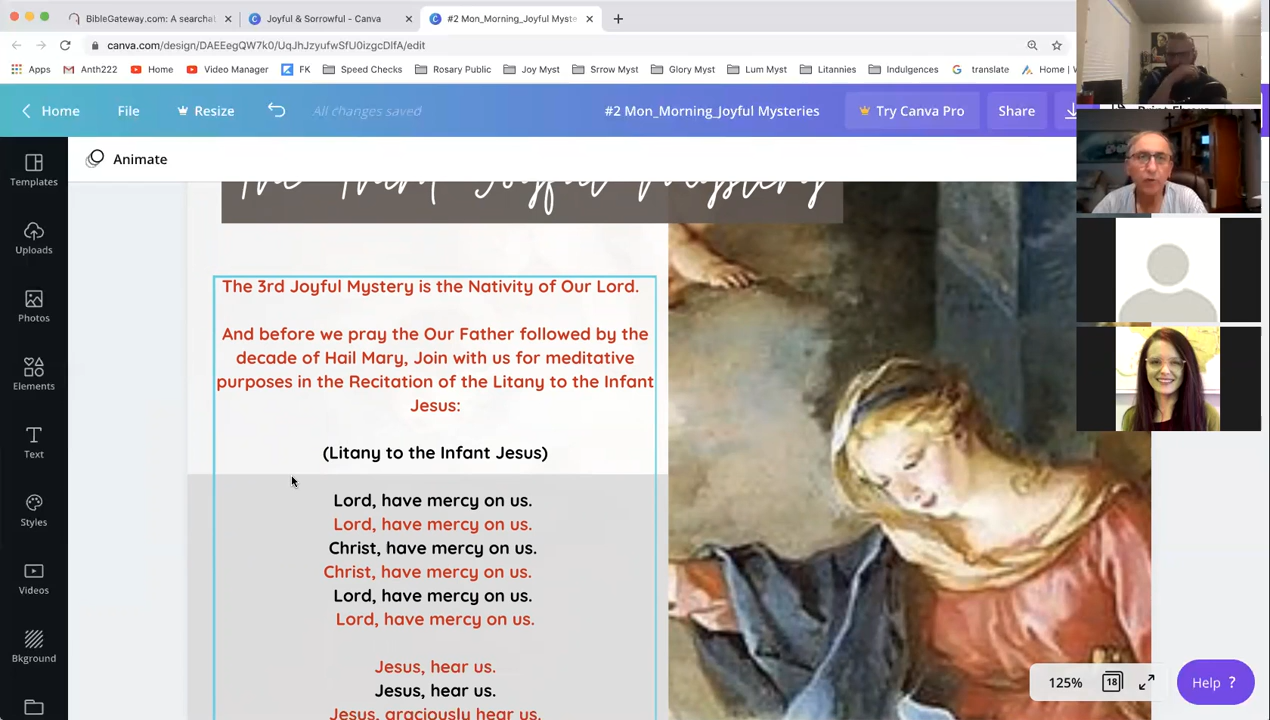 BibleGateway.com: A searchal
Joyful & Sorrowful - Canva
#2 Mon_Morning_Joyful Myste
canva.com/design/DAEEegQW7k0/UqJhJzyufwSfU0izgcDlfA/edit
Apps
Anth222
Home
Video Manager
FK
Speed Checks
Rosary Public
Joy Myst
Srrow Myst
Glory Myst
Lum Myst
Litannies
Indulgences
translate
Home | W
Home
File
Resize
All changes saved
#2 Mon_Morning_Joyful Mysteries
Try Canva Pro
Share
Animate
Templates
Uploads
Photos
Elements
Text
Styles
Videos
Bkground
The Third Joyful Mystery
The 3rd Joyful Mystery is the Nativity of Our Lord.
And before we pray the Our Father followed by the
decade of Hail Mary, Join with us for meditative
purposes in the Recitation of the Litany to the Infant
Jesus:
(Litany to the Infant Jesus)
Lord, have mercy on us.
Lord, have mercy on us.
Christ, have mercy on us.
Christ, have mercy on us.
Lord, have mercy on us.
Lord, have mercy on us.
Jesus, hear us.
Jesus, hear us.
Jesus, graciously hear us.
125%
18
Help ?